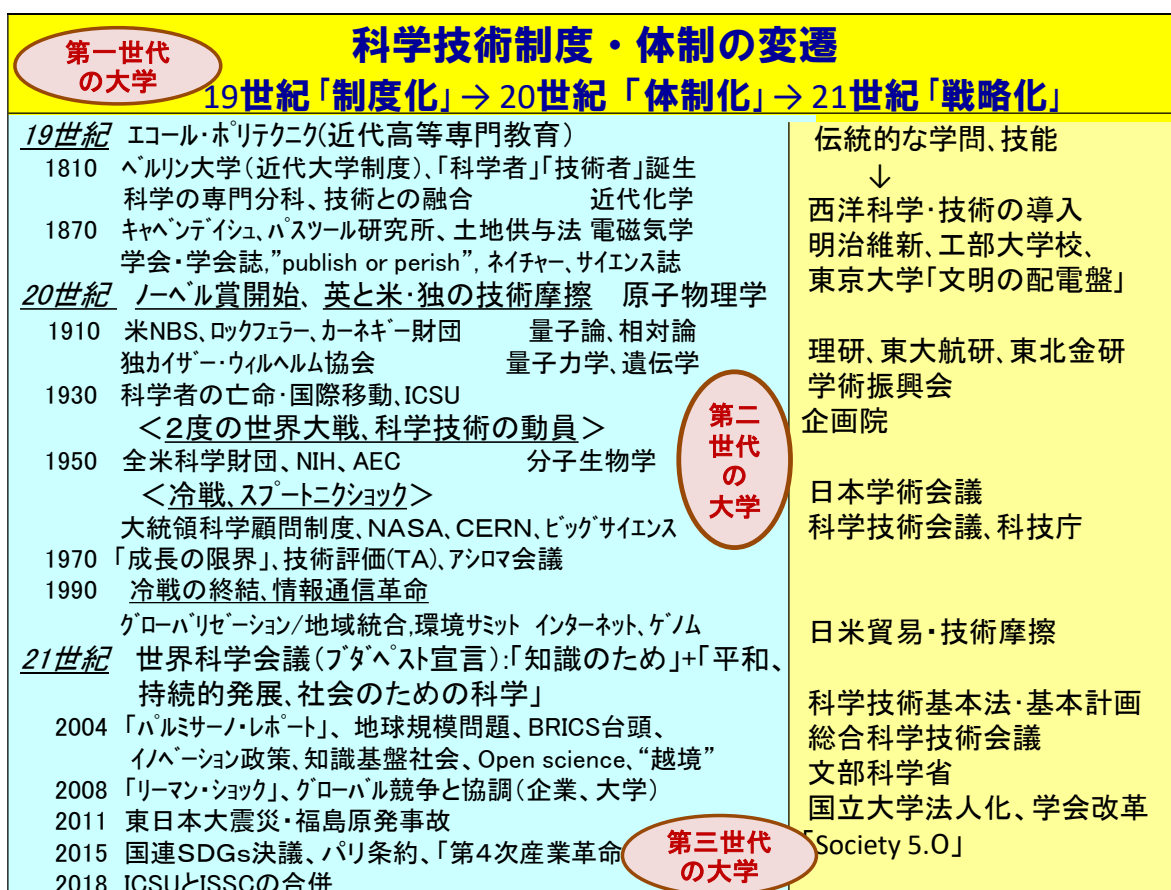 第一世代
の大学
科学技術制度・体制の変遷
19世紀「制度化」→20世紀「体制化」→21世紀「戦略化」
19世紀 エコール・ポリテクニク(近代高等専門教育)
1810 ベルリン大学(近代大学制度)、「科学者」「技術者」誕生
科学の専門分科、技術との融合 近代化学
1870 キャベンデイシュ、パスツール研究所、土地供与法 電磁気学
学会・学会誌,”publish or perish”, ネイチャー、サイエンス誌
20世紀 ノーベル賞開始、英と米・独の技術摩擦 原子物理学
1910 米NBS、ロックフェラー、カーネギー財団 量子論、相対論
独カイザー・ウィルヘルム協会 量子力学、遺伝学
1930 科学者の亡命・国際移動、ICSU
<2度の世界大戦、科学技術の動員>
1950 全米科学財団、NIH、AEC 分子生物学
<冷戦、スプートニクショック>
大統領科学顧問制度、NASA、CERN、ビッグサイエンス
1970 「成長の限界」、技術評価(TA)、アシロマ会議
1990 冷戦の終結、情報通信革命
グローバリゼーション/地域統合,環境サミット インターネット、ゲノム
21世紀 世界科学会議(ブダペスト宣言):「知識のため」+「平和、
持続的発展、社会のための科学」
2004 「パルミサーノ・レポート」、地球規模問題、BRICS台頭、
イノベーション政策、知識基盤社会、Open science、“越境”
2008 「リーマン・ショック」、グローバル競争と協調(企業、大学)
2011 東日本大震災・福島原発事故
2015 国連SDGs決議、パリ条約、「第4次産業革命
2018 ICSUとISSCの合併
第二
世代
の
大学
第三世代
の大学
伝統的な学問、技能
↓
西洋科学・技術の導入
明治維新、工部大学校、
東京大学「文明の配電盤」
理研、東大航研、東北金研
学術振興会
企画院
日本学術会議
科学技術会議、科技庁
日米貿易・技術摩擦
科学技術基本法・基本計画
総合科学技術会議
文部科学省
国立大学法人化、学会改革
「Society 5.0」